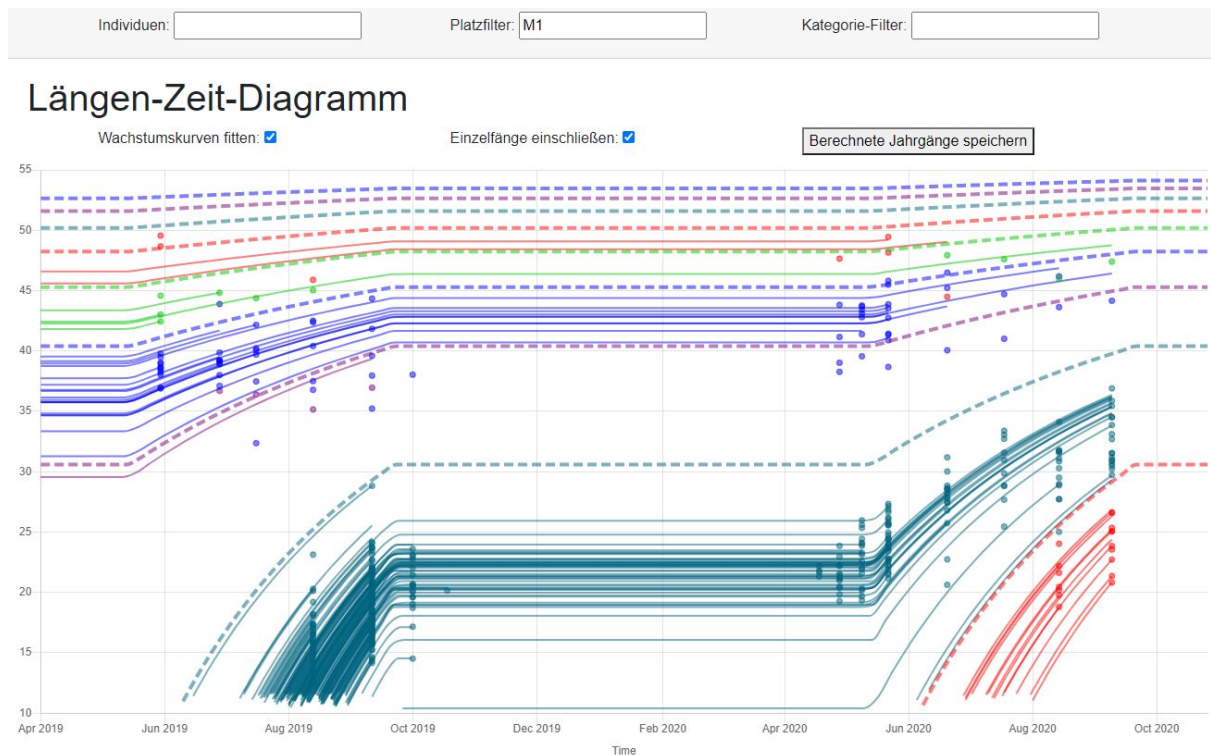 Individuen: Platzfilter: M1 Kategorie-Filter:
Längen-Zeit-Diagramm
Wachstumskurven fitten: Einzelfänge einschließen: Berechnete Jahrgänge speichern
55
50
45
40
35
30
25
20
15
10
Apr 2019 Jun 2019 Aug 2019 Oct 2019 Dec 2019 Feb 2020 Apr 2020 Jun 2020 Aug 2020 Oct 2020
Time